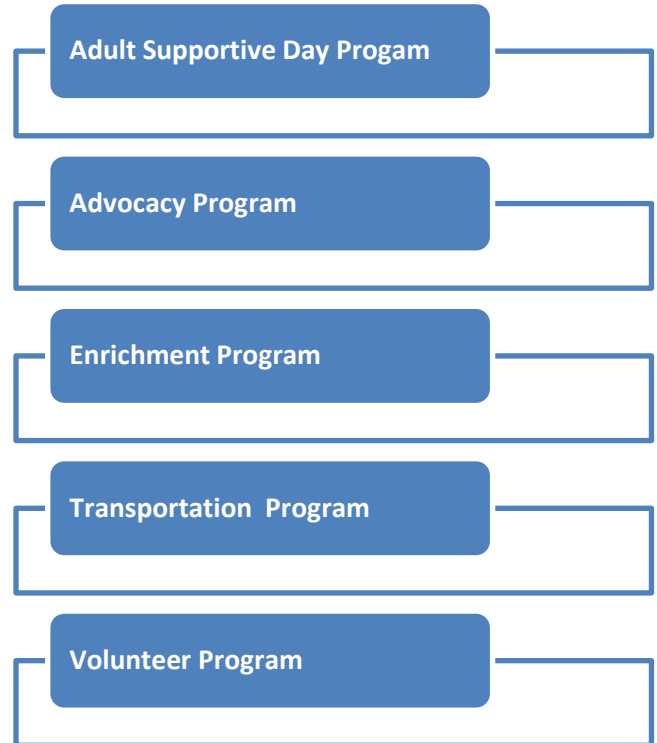 Adult Supportive Day Progam
Advocacy Program
Enrichment Program
Transportation  Program
Volunteer Program